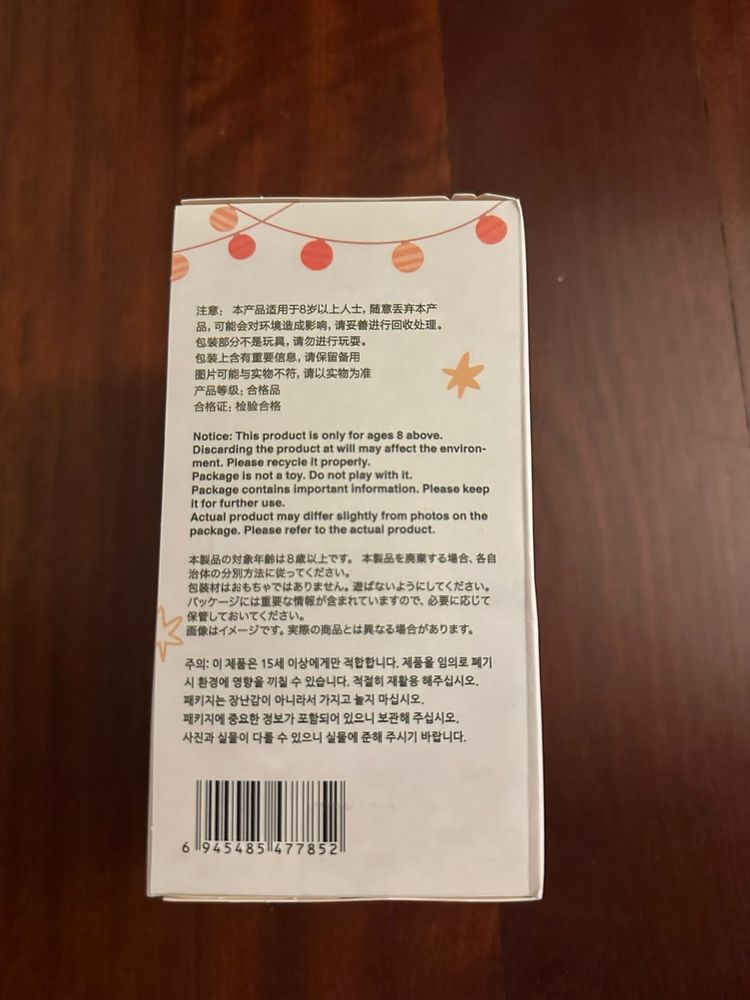 注意： 本产品适用于8岁以上人士, 随意丢弃本产
品, 可能会对环境造成影响, 请妥善进行回收处理。
包装部分不是玩具, 请勿进行玩耍。
包装上含有重要信息, 请保留备用
图片可能与实物不符, 请以实物为准
产品等级: 合格品
合格证: 检验合格
Notice: This product is only for ages 8 above.
Discarding the product at will may affect the environ-
ment. Please recycle it properly.
Package is not a toy. Do not play with it.
Package contains important information. Please keep
it for further use.
Actual product may differ slightly from photos on the
package. Please refer to the actual product.
本製品の対象年齢は8歳以上です。 本製品を廃棄する場合、各自
治体の分別方法に従ってください。
包装材はおもちゃではありません。遊ばないようにしてください。
パッケージには重要な情報が含まれていますので、必要に応じて
保管しておいてください。
画像はイメージです。実際の商品とは異なる場合があります。
주의: 이 제품은 15세 이상에게만 적합합니다. 제품을 임의로 폐기
시 환경에 영향을 끼칠 수 있습니다. 적절히 재활용 해주십시오.
패키지는 장난감이 아니라서 가지고 놀지 마십시오.
패키지에 중요한 정보가 포함되어 있으니 보관해 주십시오.
사진과 실물이 다를 수 있으니 실물에 준해 주시기 바랍니다.
6 945485 477852